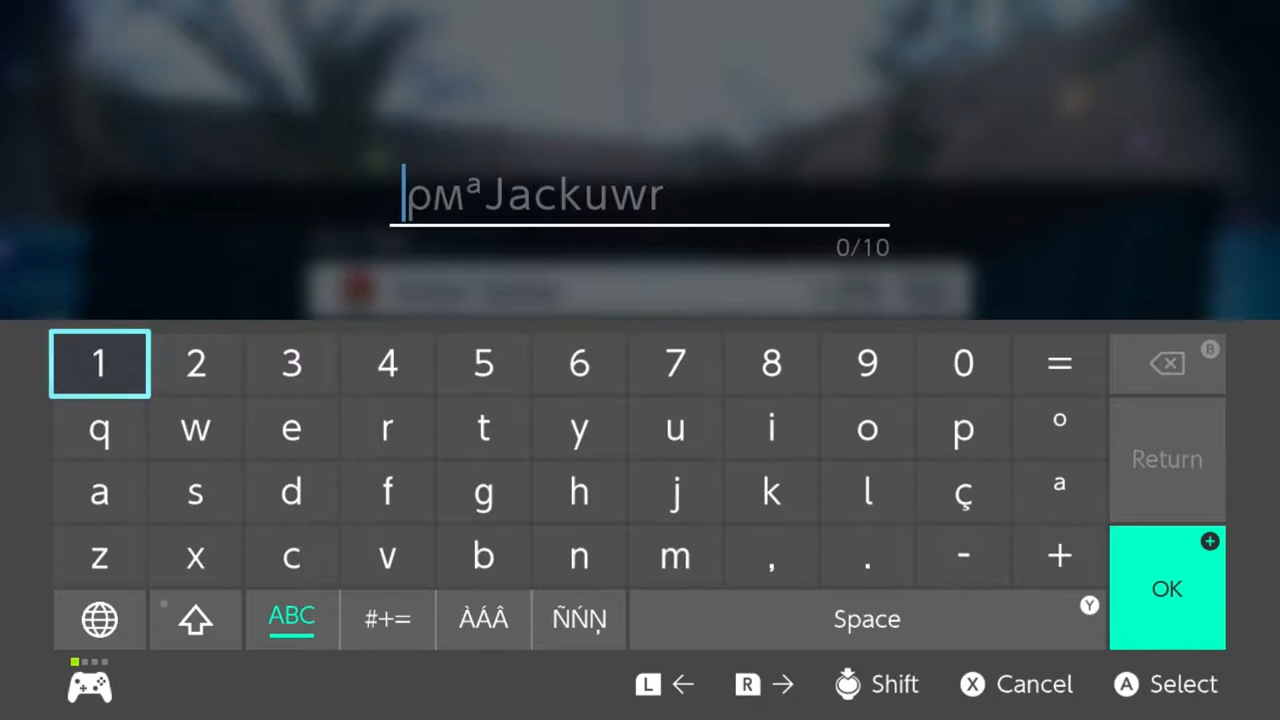 ρмªJackuwr
0/10
1 2 3 4 5 6 7 8 9 0 = B
q w e r t y u i o p º Return
a s d f g h j k l ç ª
z x c v b n m , . - + OK
ABC #+= ÀÁÂ ÑŃŅ Space Y
L ← R → Shift X Cancel A Select